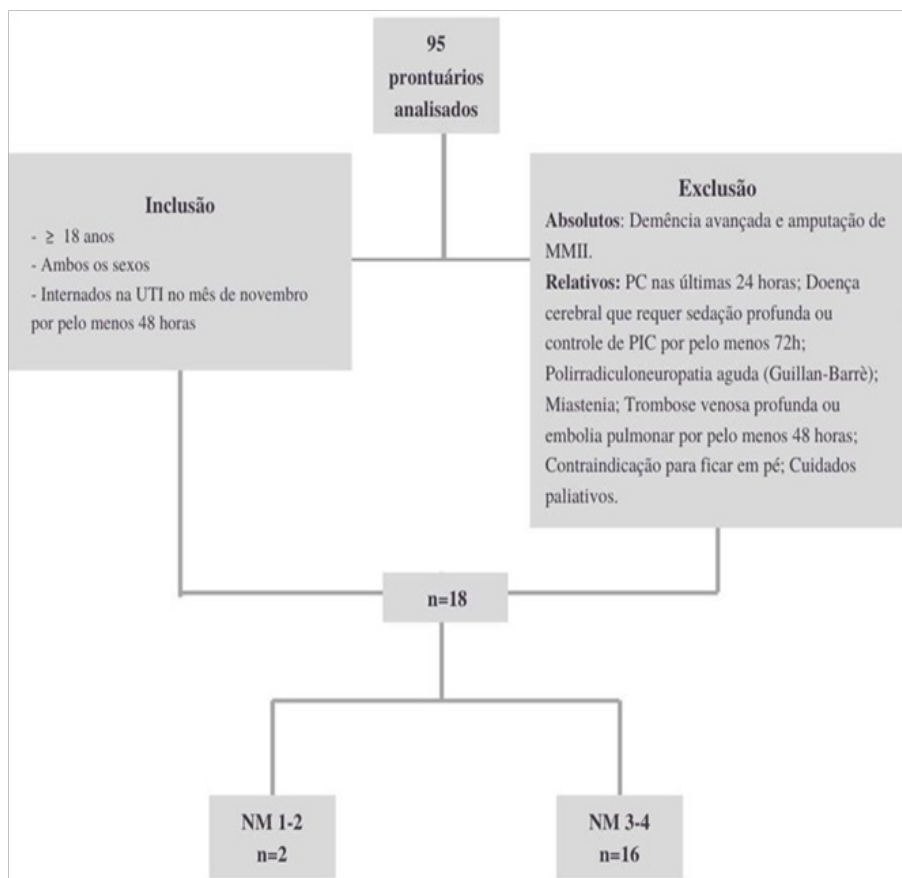 95
prontuários
analisados
Inclusão
- ≥ 18 anos
- Ambos os sexos
- Internados na UTI no mês de novembro
por pelo menos 48 horas
Exclusão
Absolutos: Demência avançada e amputação de
MMII.
Relativos: PC nas últimas 24 horas; Doença
cerebral que requer sedação profunda ou
controle de PIC por pelo menos 72h;
Polirradiculoneuropatia aguda (Guillan-Barrè);
Miastenia; Trombose venosa profunda ou
embolia pulmonar por pelo menos 48 horas;
Contraindicação para ficar em pé; Cuidados
paliativos.
n=18
NM 1-2
n=2
NM 3-4
n=16